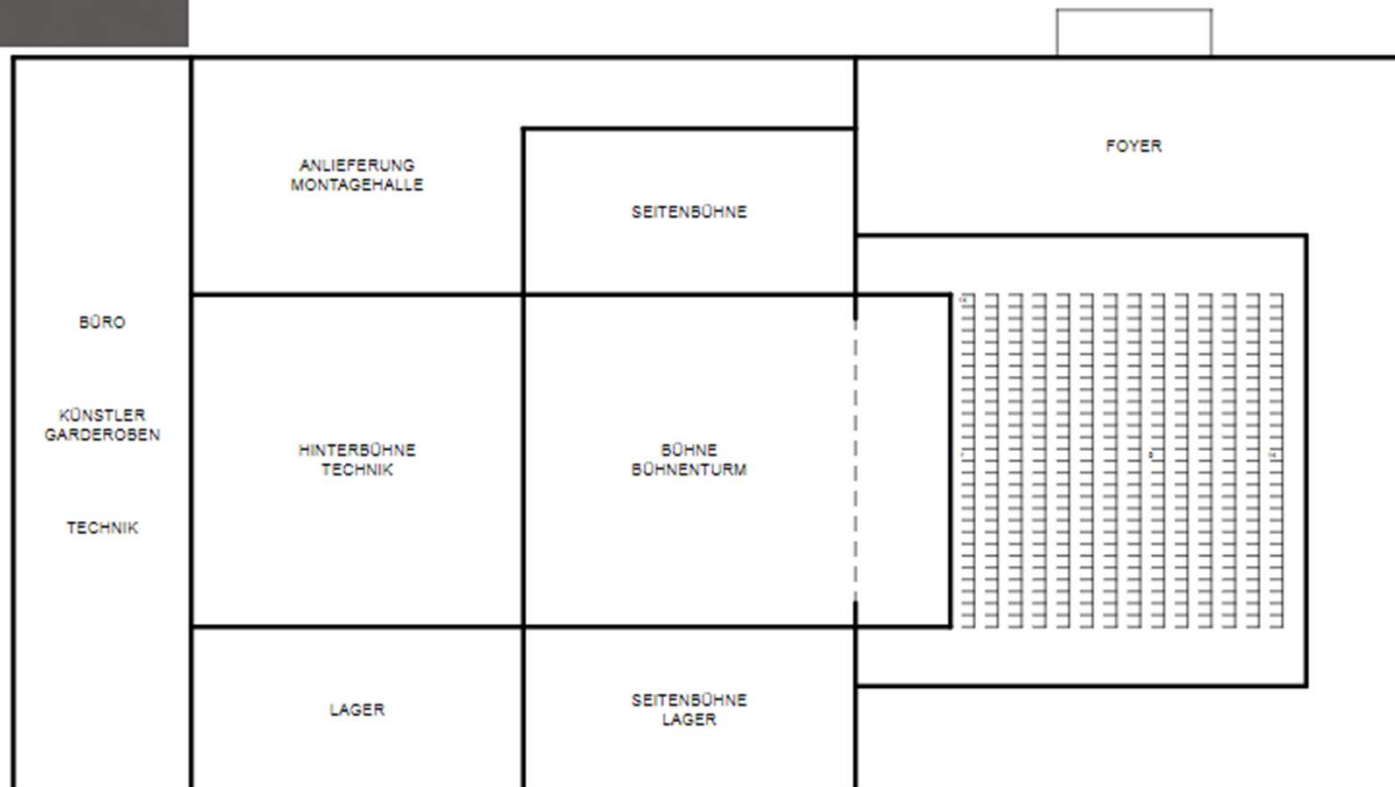 ANLIEFERUNG
MONTAGEHALLE
SEITENBÜHNE
FOYER
BÜRO
KÜNSTLER
GARDEROBEN
TECHNIK
HINTERBÜHNE
TECHNIK
BÜHNE
BÜHNENTURM
LAGER
SEITENBÜHNE
LAGER